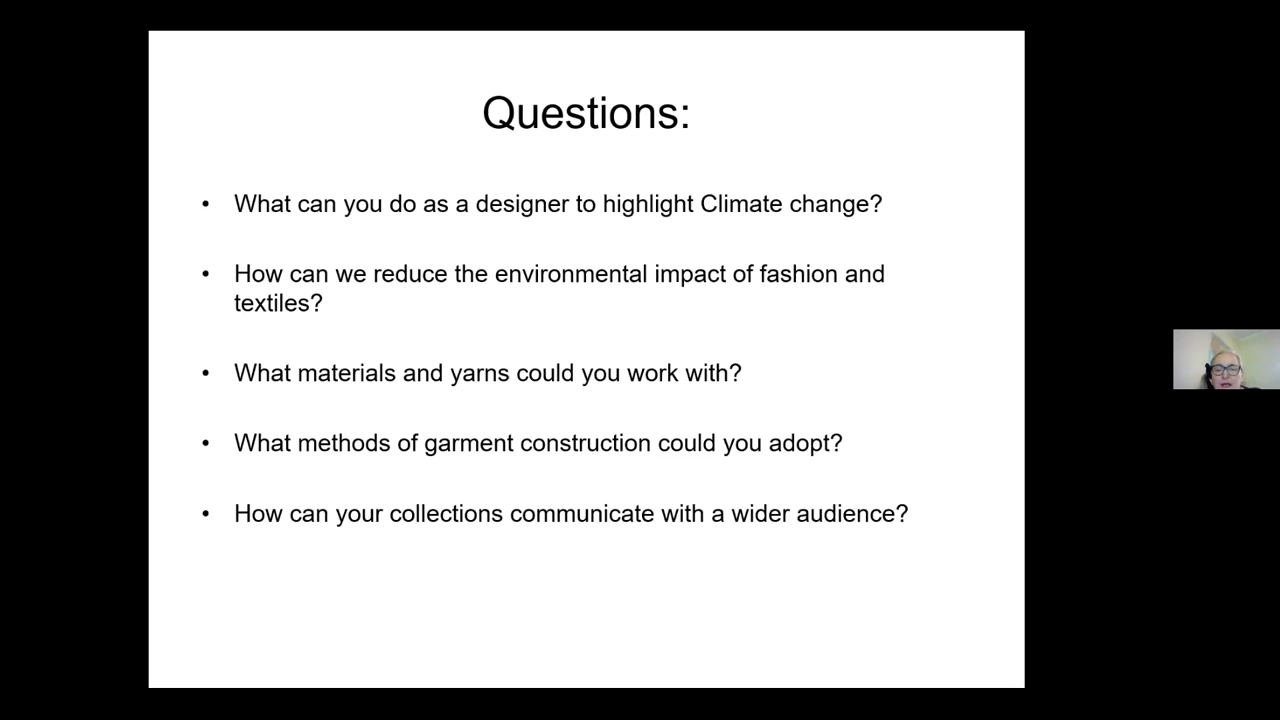 Questions:
• What can you do as a designer to highlight Climate change?
• How can we reduce the environmental impact of fashion and
textiles?
• What materials and yarns could you work with?
• What methods of garment construction could you adopt?
• How can your collections communicate with a wider audience?